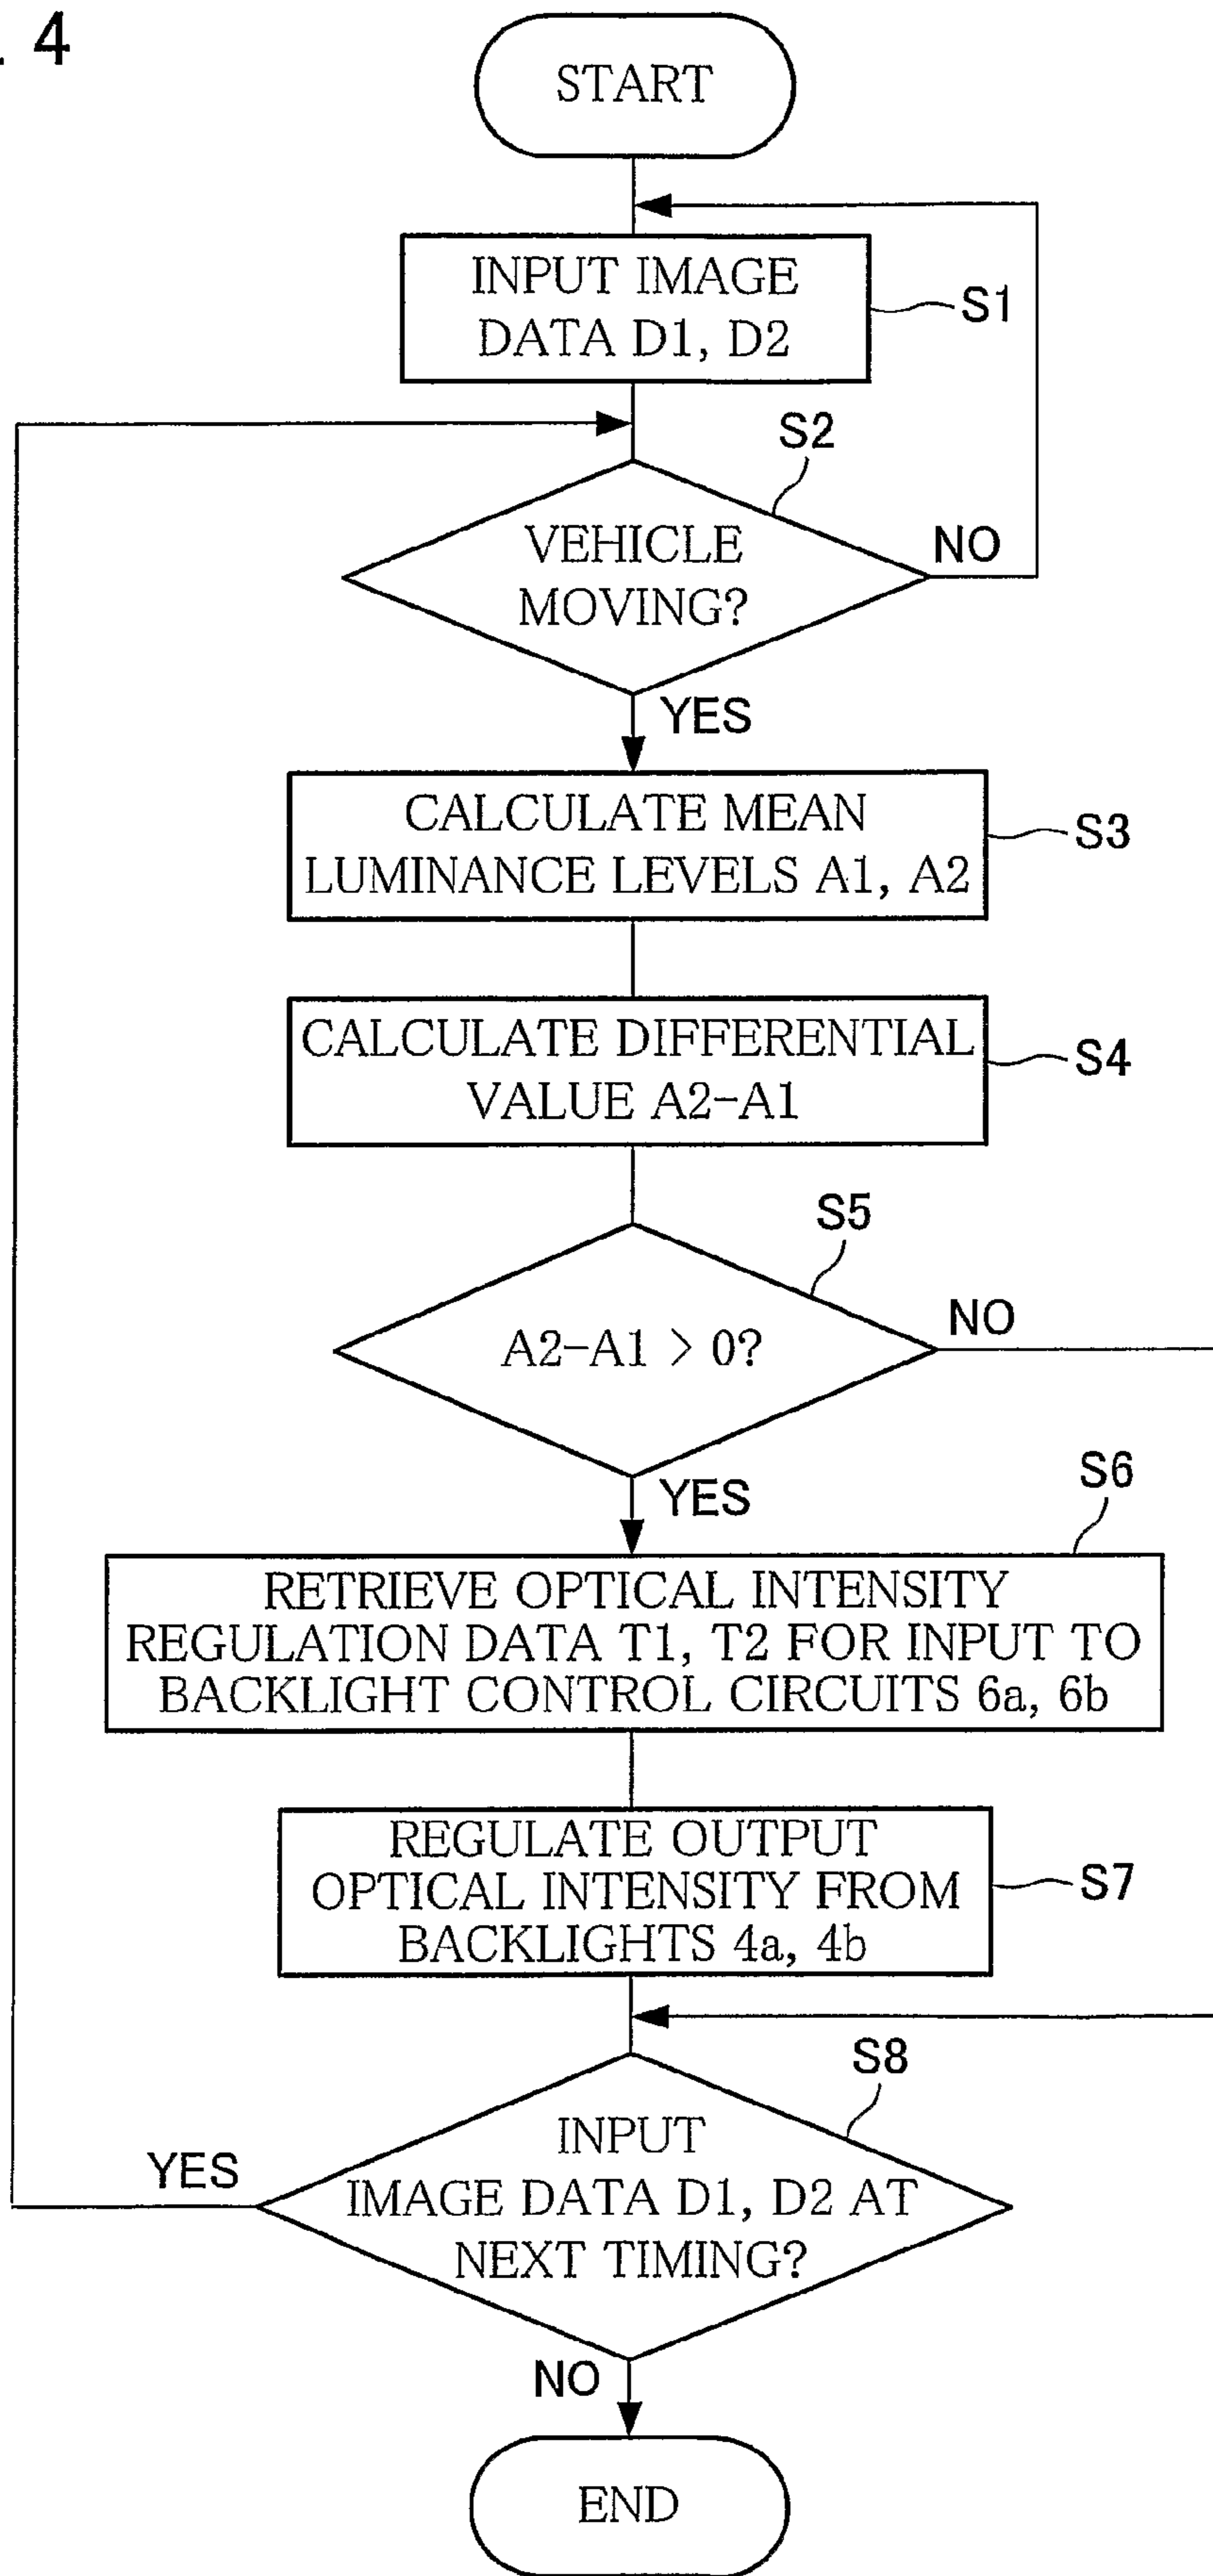 . 4
START
INPUT IMAGE
DATA D1, D2
S1
S2
VEHICLE
MOVING?
NO
YES
CALCULATE MEAN
LUMINANCE LEVELS A1, A2
S3
CALCULATE DIFFERENTIAL
VALUE A2-A1
S4
S5
A2-A1 > 0?
NO
YES
S6
RETRIEVE OPTICAL INTENSITY
REGULATION DATA T1, T2 FOR INPUT TO
BACKLIGHT CONTROL CIRCUITS 6a, 6b
REGULATE OUTPUT
OPTICAL INTENSITY FROM
BACKLIGHTS 4a, 4b
S7
S8
INPUT
IMAGE DATA D1, D2 AT
NEXT TIMING?
YES
NO
END